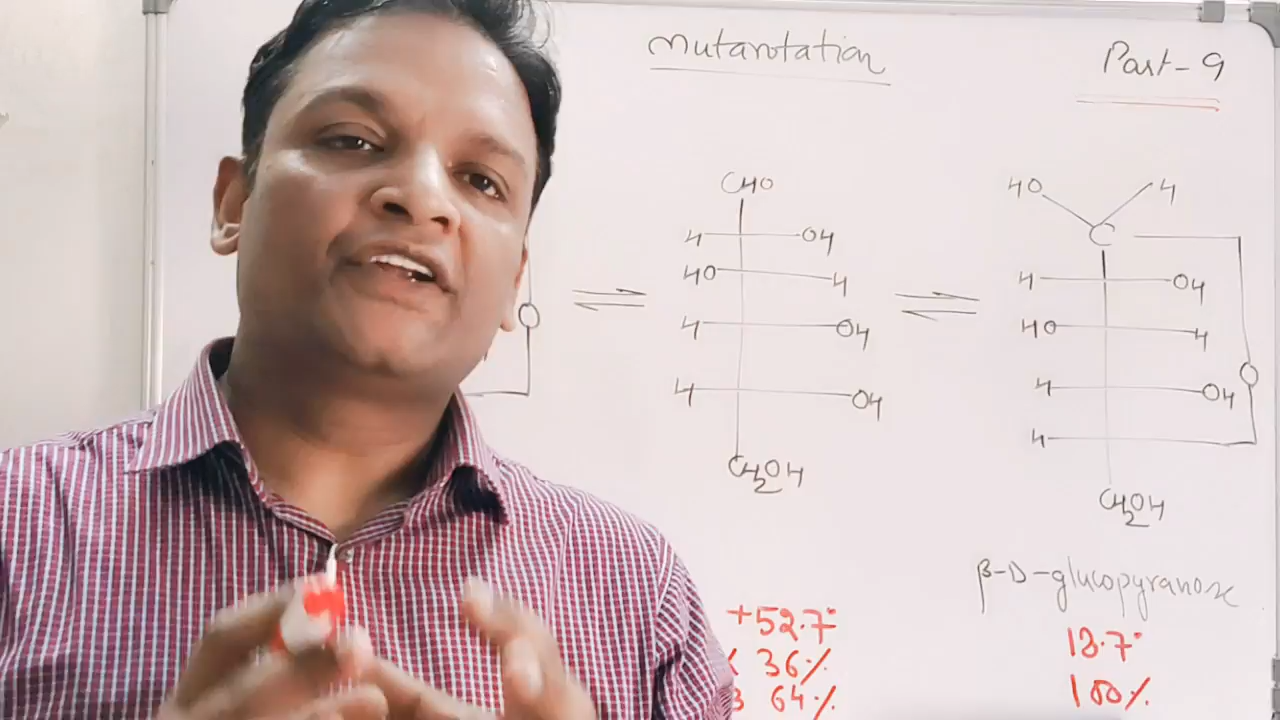 Mutarotation
Part-9
CHO
H OH
HO H
H OH
H OH
CH2OH
O
HO H
C
H OH
HO H
H OH
O
H
CH2OH
β-D-glucopyranose
+52.7°
36%
64%
18.7°
100%